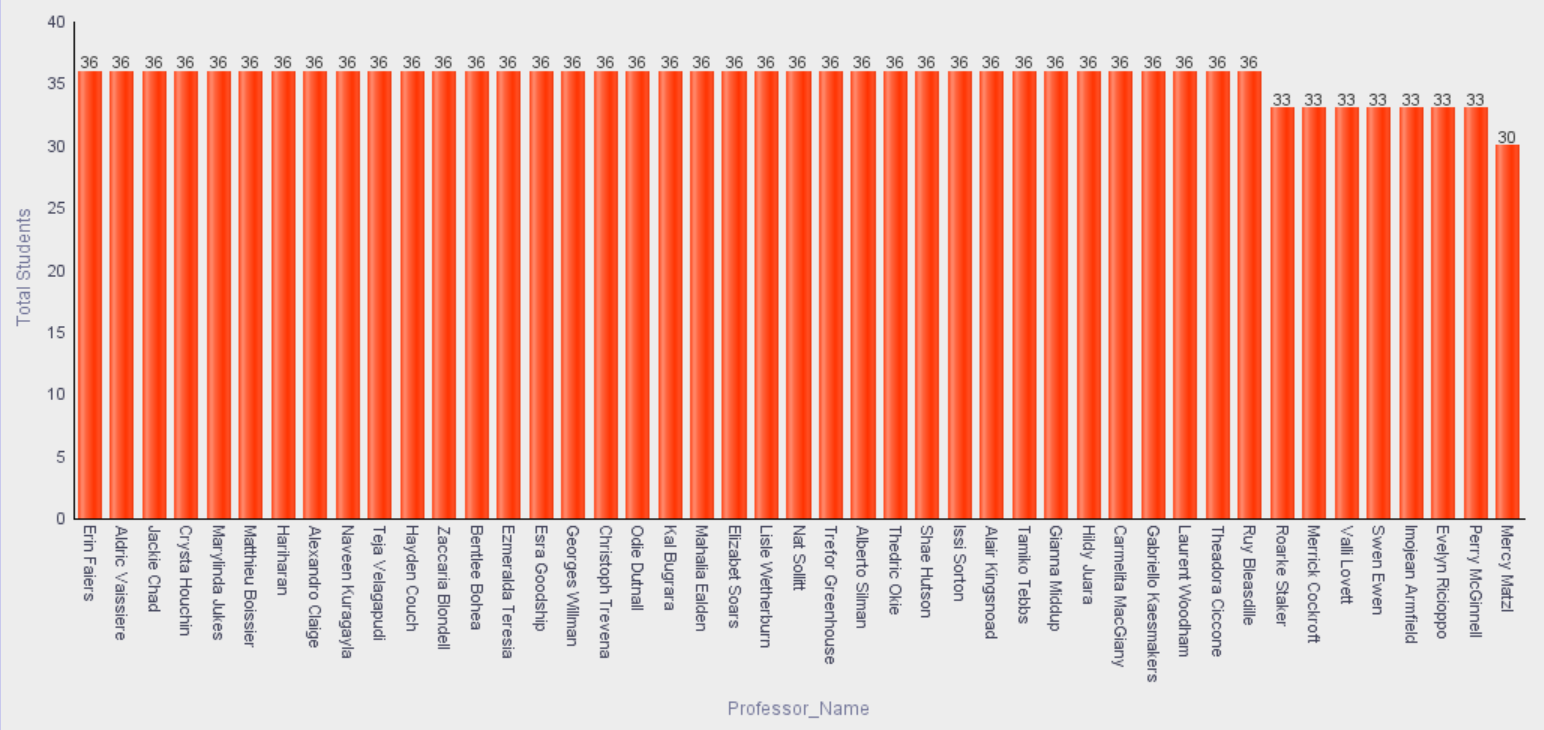 40
35
30
25
20
15
10
5
0
Total Students
36 36 36 36 36 36 36 36 36 36 36 36 36 36 36 36 36 36 36 36 36 36 36 36 36 36 36 36 36 36 36 36 36 36 36 36 36 33 33 33 33 33 33 33 30
Erin Faiers
Aldric Vaissiere
Jackie Chad
Crysta Houchin
Marylinda Jukes
Matthieu Boissier
Hariharan
Alexandro Claige
Naveen Kuragayla
Teja Velagapudi
Hayden Couch
Zaccaria Blondell
Bentlee Bohea
Ezmeralda Teresia
Esra Goodship
Georges Willman
Christoph Trevena
Odie Dutnall
Kal Bugrara
Mahalia Ealden
Elizabet Soars
Lisle Wetherburn
Nat Sollitt
Trefor Greenhouse
Alberto Silman
Thedric Okie
Shae Hutson
Issi Sorton
Alair Kingsnoad
Tamiko Tebbs
Gianna Middup
Hildy Juara
Carmelita MacGiany
Gabriello Kaesmakers
Laurent Woodham
Theadora Ciccone
Ruy Bleasdille
Roarke Staker
Merrick Cockroft
Valli Lovett
Swen Ewen
Imojean Armfield
Evelyn Ricioppo
Perry McGinnell
Mercy Matzl
Professor_Name